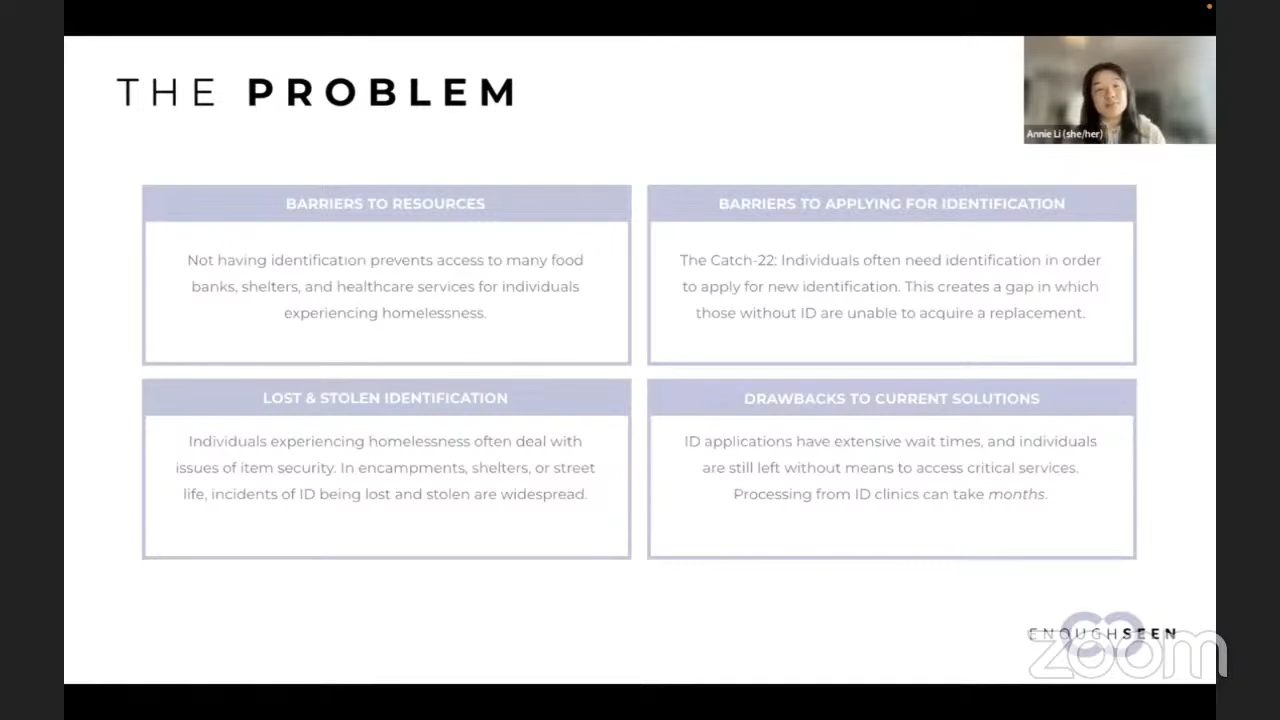 THE PROBLEM
Annie Li (she/her)
BARRIERS TO RESOURCES
Not having identification prevents access to many food
banks, shelters, and healthcare services for individuals
experiencing homelessness.
BARRIERS TO APPLYING FOR IDENTIFICATION
The Catch-22: Individuals often need identification in order
to apply for new identification. This creates a gap in which
those without ID are unable to acquire a replacement.
LOST & STOLEN IDENTIFICATION
Individuals experiencing homelessness often deal with
issues of item security. In encampments, shelters, or street
life, incidents of ID being lost and stolen are widespread.
DRAWBACKS TO CURRENT SOLUTIONS
ID applications have extensive wait times, and individuals
are still left without means to access critical services.
Processing from ID clinics can take months.
ENOUGHSEEN
zoom